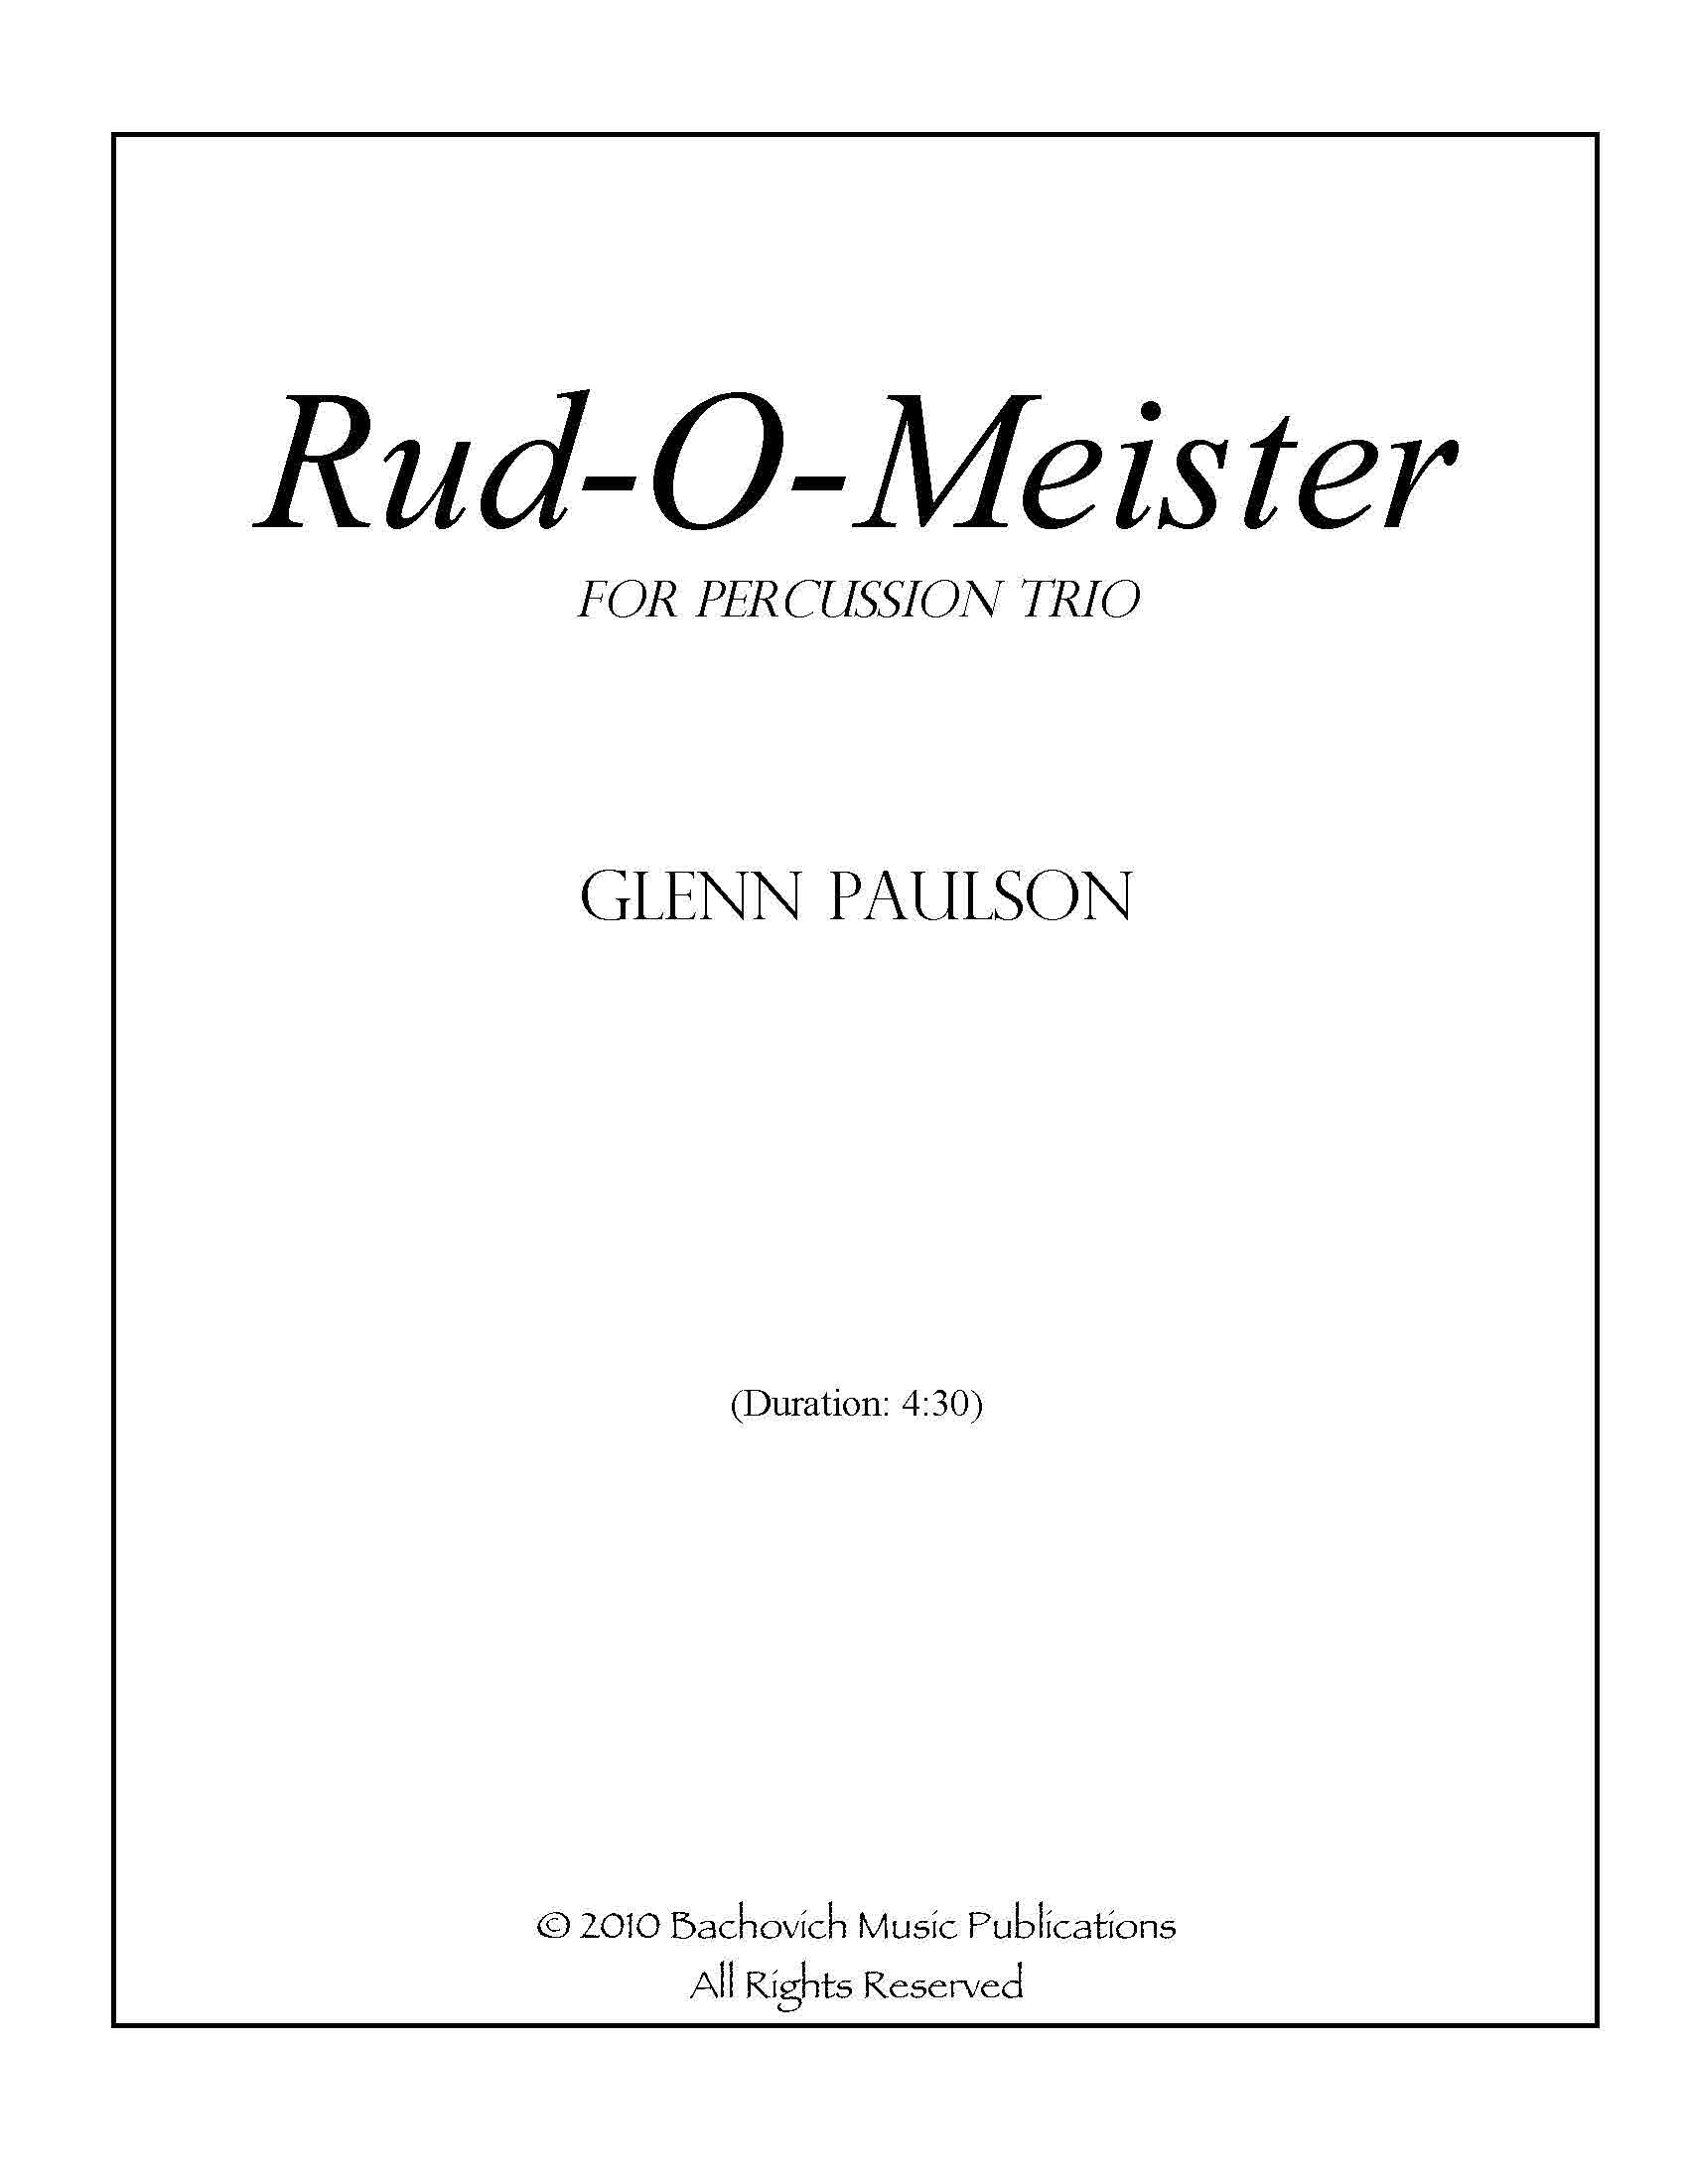 Rud-O-Meister
FOR PERCUSSION TRIO
GLENN PAULSON
(Duration: 4:30)
© 2010 Bachovich Music Publications
All Rights Reserved